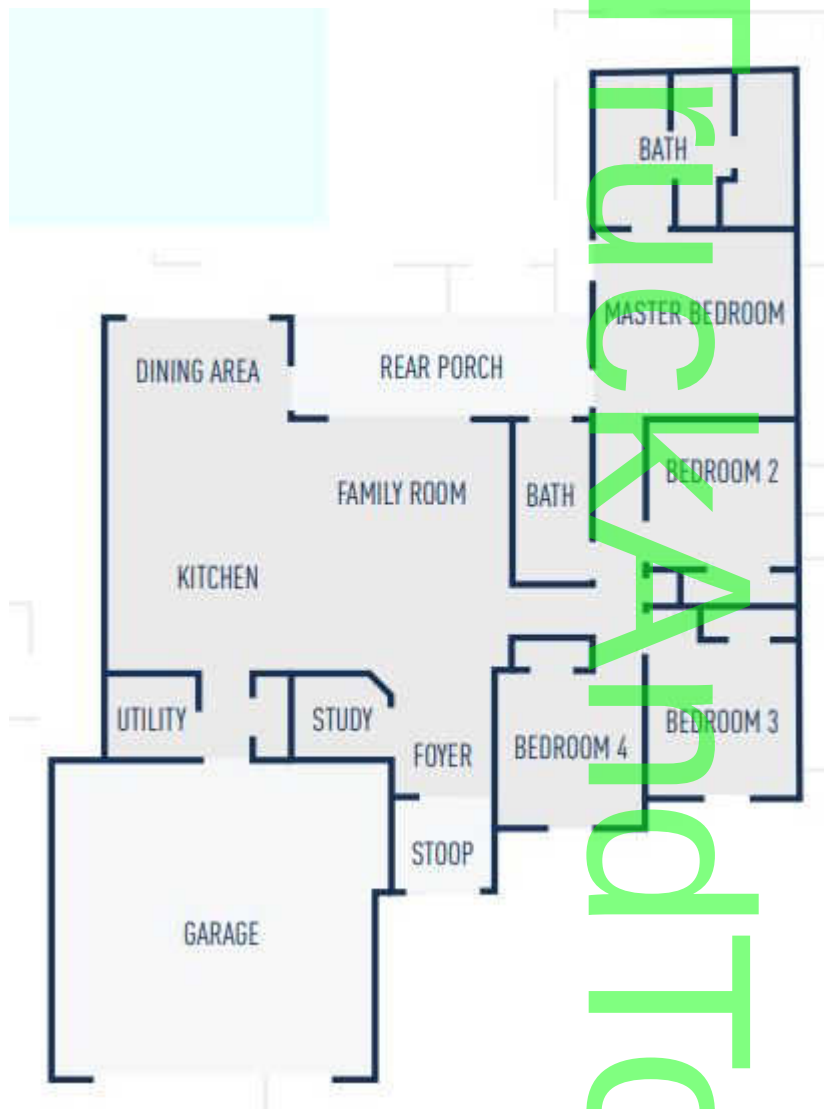 BATH
MASTER BEDROOM
DINING AREA
REAR PORCH
BEDROOM 2
FAMILY ROOM
BATH
KITCHEN
UTILITY
STUDY
BEDROOM 3
FOYER
BEDROOM 4
STOOP
GARAGE
TruckAndTo